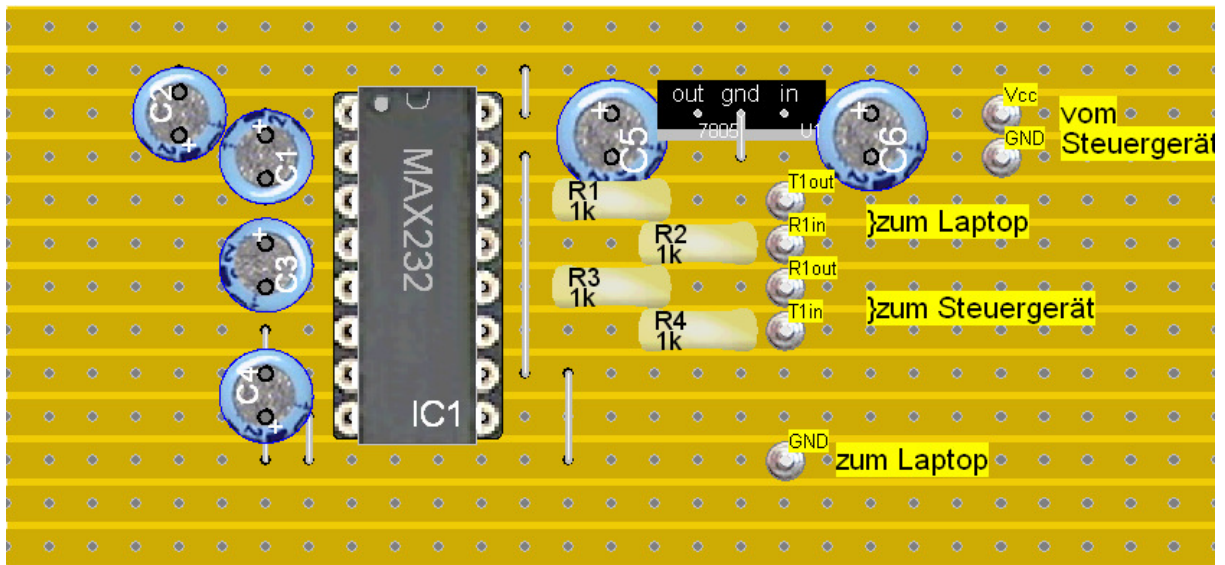 out gnd in
7805 U1
C2
C1
C3
C4
MAX232
IC1
C5
C6
Vcc
GND
vom
Steuergerät
R1
1k
T1out
R2
1k
R1in
}zum Laptop
R3
1k
R1out
R4
1k
T1in
}zum Steuergerät
GND
zum Laptop